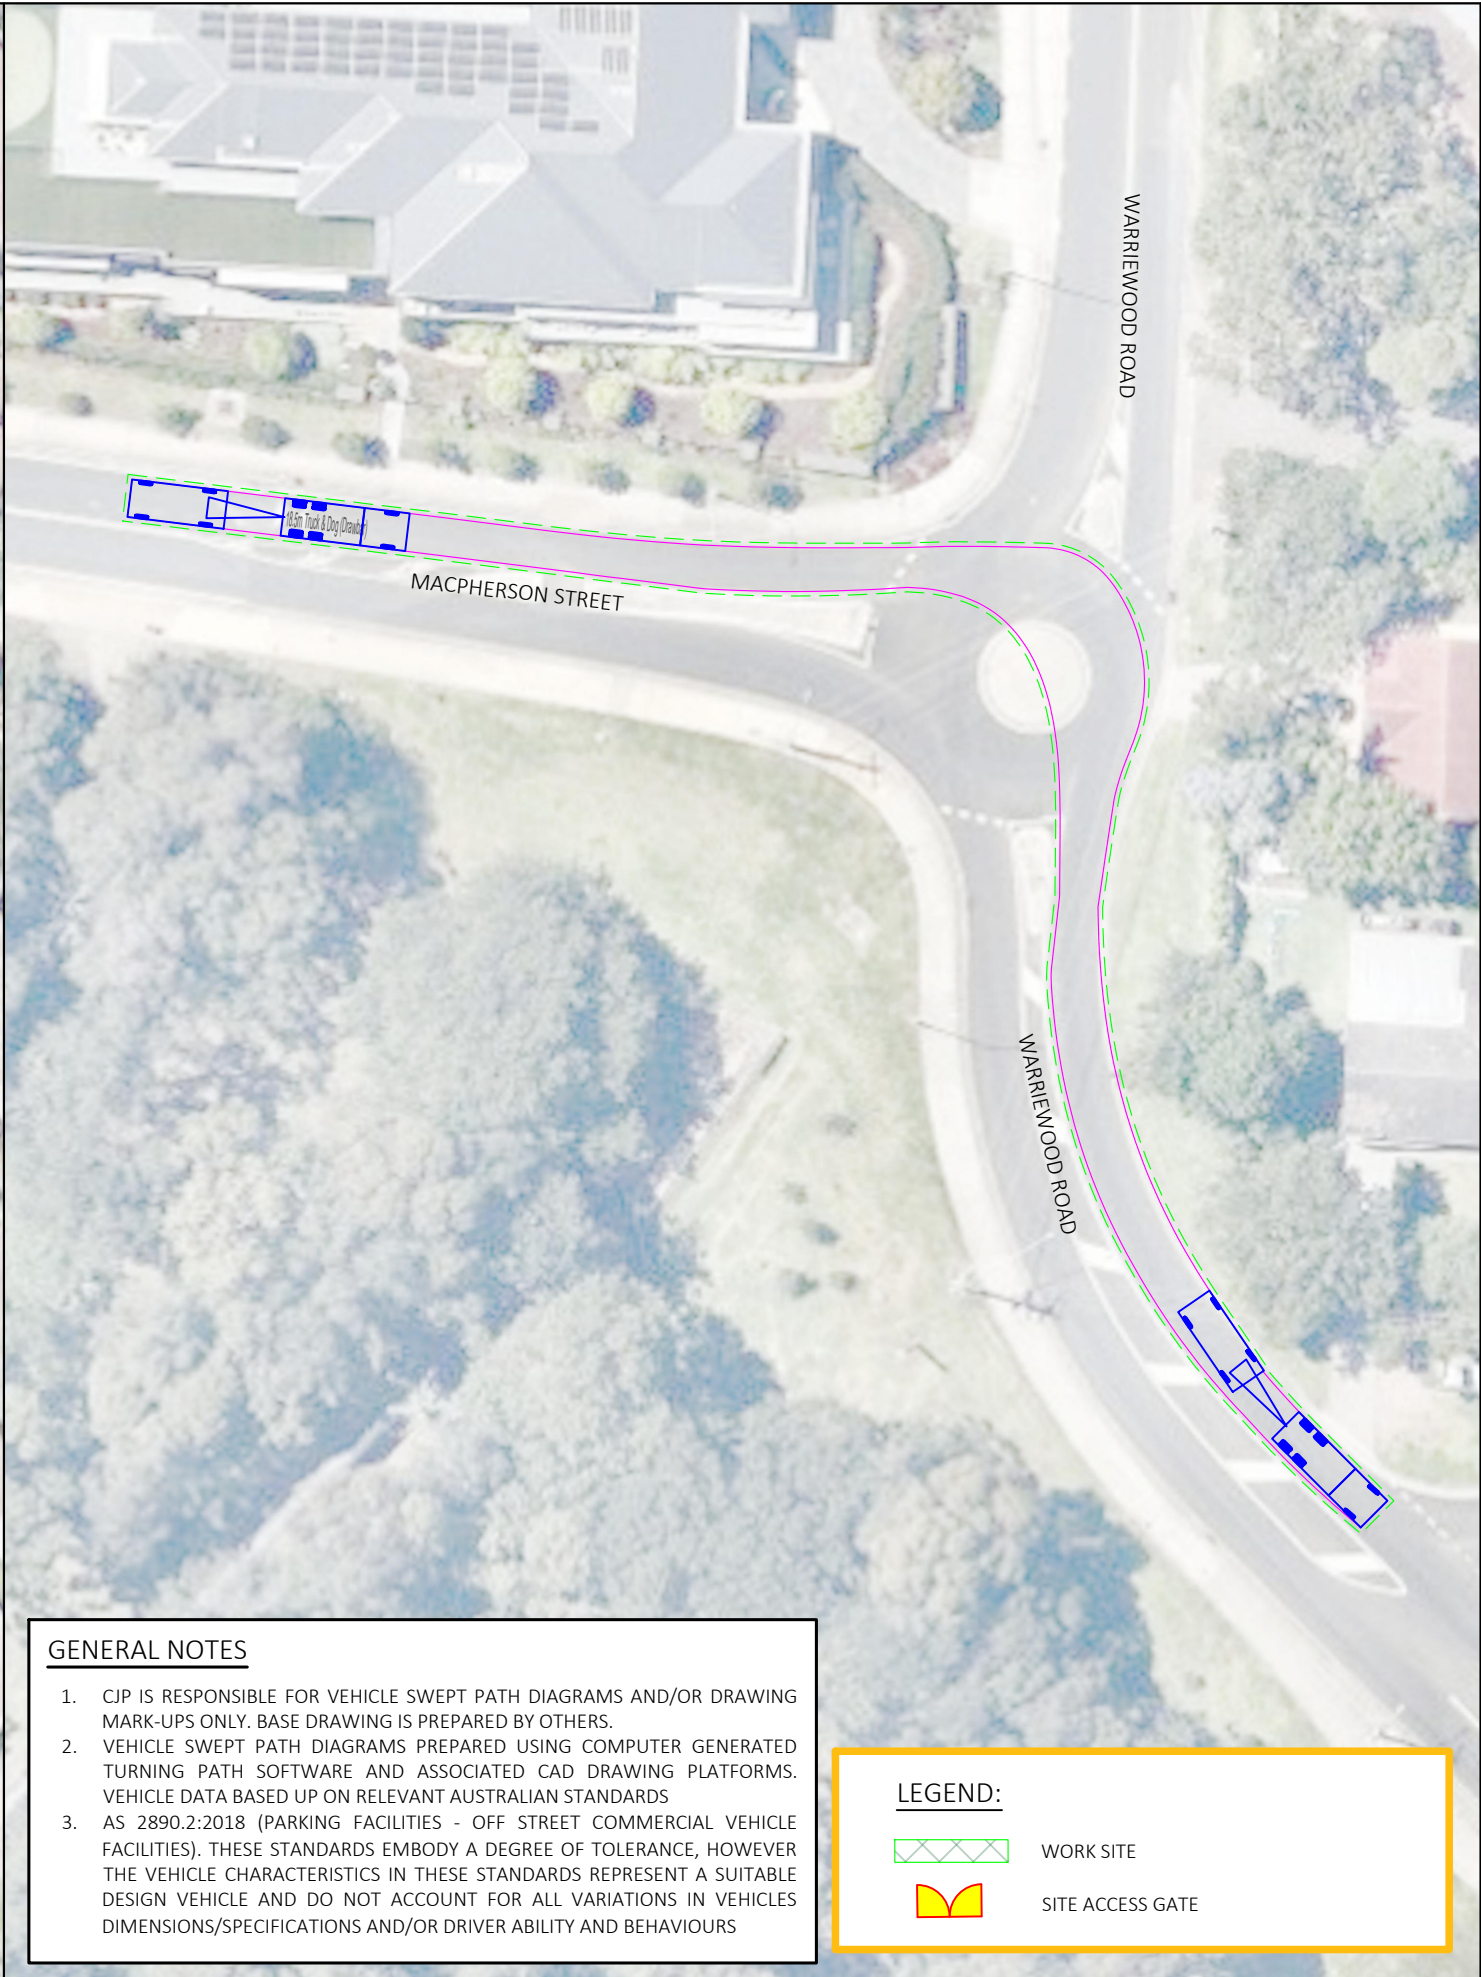 WARRIEWOOD ROAD
18.5m Truck & Dog (Drawbar)
MACPHERSON STREET
WARRIEWOOD ROAD
GENERAL NOTES
1. CJP IS RESPONSIBLE FOR VEHICLE SWEPT PATH DIAGRAMS AND/OR DRAWING
MARK-UPS ONLY. BASE DRAWING IS PREPARED BY OTHERS.
2. VEHICLE SWEPT PATH DIAGRAMS PREPARED USING COMPUTER GENERATED
TURNING PATH SOFTWARE AND ASSOCIATED CAD DRAWING PLATFORMS.
VEHICLE DATA BASED UP ON RELEVANT AUSTRALIAN STANDARDS
3. AS 2890.2:2018 (PARKING FACILITIES - OFF STREET COMMERCIAL VEHICLE
FACILITIES). THESE STANDARDS EMBODY A DEGREE OF TOLERANCE, HOWEVER
THE VEHICLE CHARACTERISTICS IN THESE STANDARDS REPRESENT A SUITABLE
DESIGN VEHICLE AND DO NOT ACCOUNT FOR ALL VARIATIONS IN VEHICLES
DIMENSIONS/SPECIFICATIONS AND/OR DRIVER ABILITY AND BEHAVIOURS
LEGEND:
WORK SITE
SITE ACCESS GATE